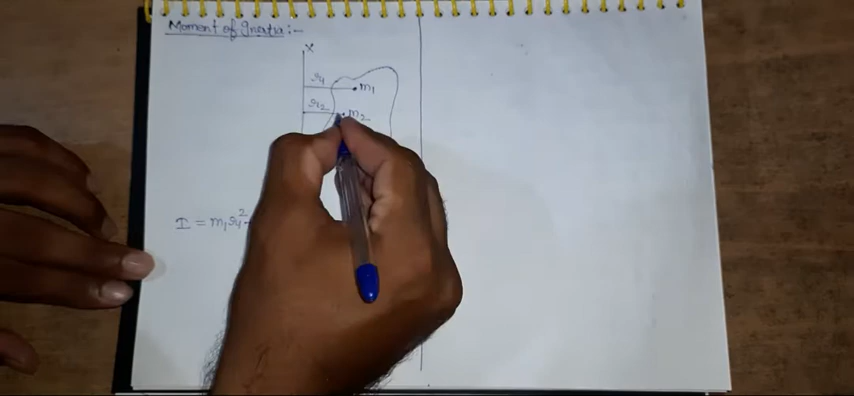 Moment of Inertia :-
X
r1 m1
r2 m2
I = m1r1²